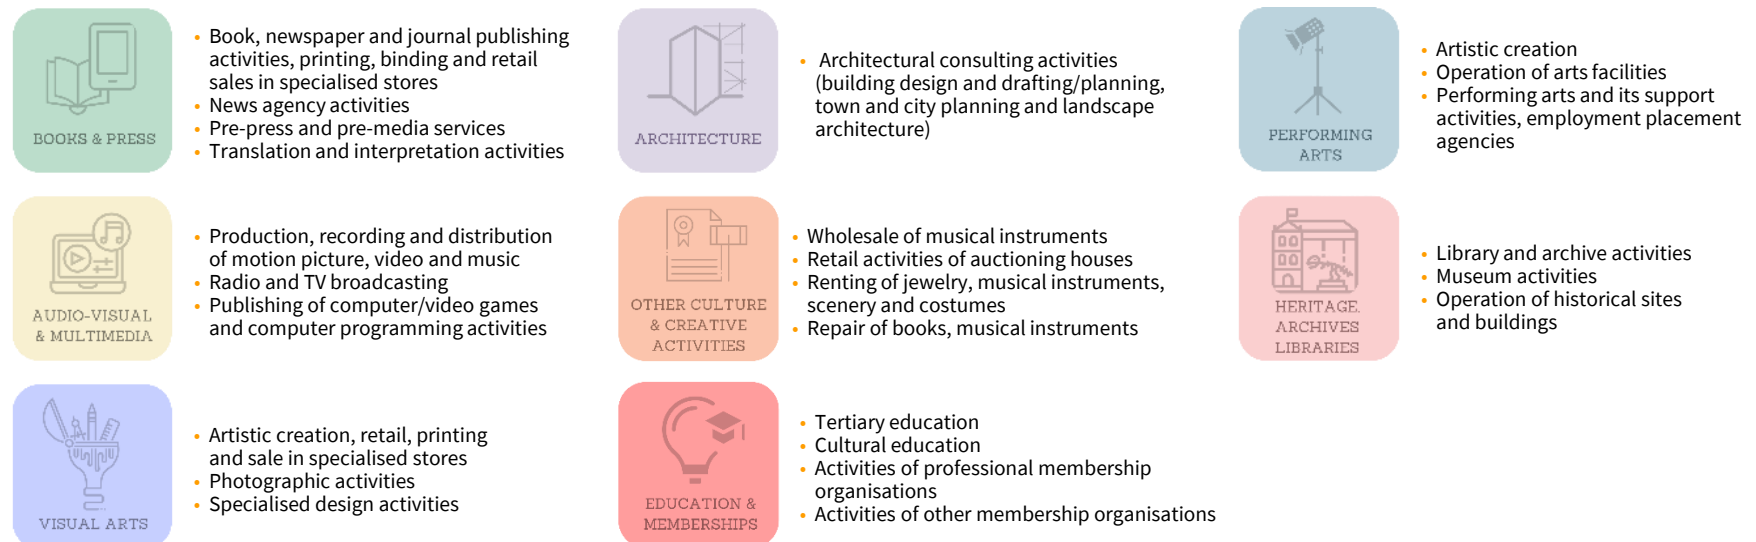 BOOKS & PRESS
• Book, newspaper and journal publishing
activities, printing, binding and retail
sales in specialised stores
• News agency activities
• Pre-press and pre-media services
• Translation and interpretation activities
ARCHITECTURE
• Architectural consulting activities
(building design and drafting/planning,
town and city planning and landscape
architecture)
PERFORMING
ARTS
• Artistic creation
• Operation of arts facilities
• Performing arts and its support
activities, employment placement
agencies
AUDIO-VISUAL
& MULTIMEDIA
• Production, recording and distribution
of motion picture, video and music
• Radio and TV broadcasting
• Publishing of computer/video games
and computer programming activities
OTHER CULTURE
& CREATIVE
ACTIVITIES
• Wholesale of musical instruments
• Retail activities of auctioning houses
• Renting of jewelry, musical instruments,
scenery and costumes
• Repair of books, musical instruments
HERITAGE,
ARCHIVES
LIBRARIES
• Library and archive activities
• Museum activities
• Operation of historical sites
and buildings
VISUAL ARTS
• Artistic creation, retail, printing
and sale in specialised stores
• Photographic activities
• Specialised design activities
EDUCATION &
MEMBERSHIPS
• Tertiary education
• Cultural education
• Activities of professional membership
organisations
• Activities of other membership organisations